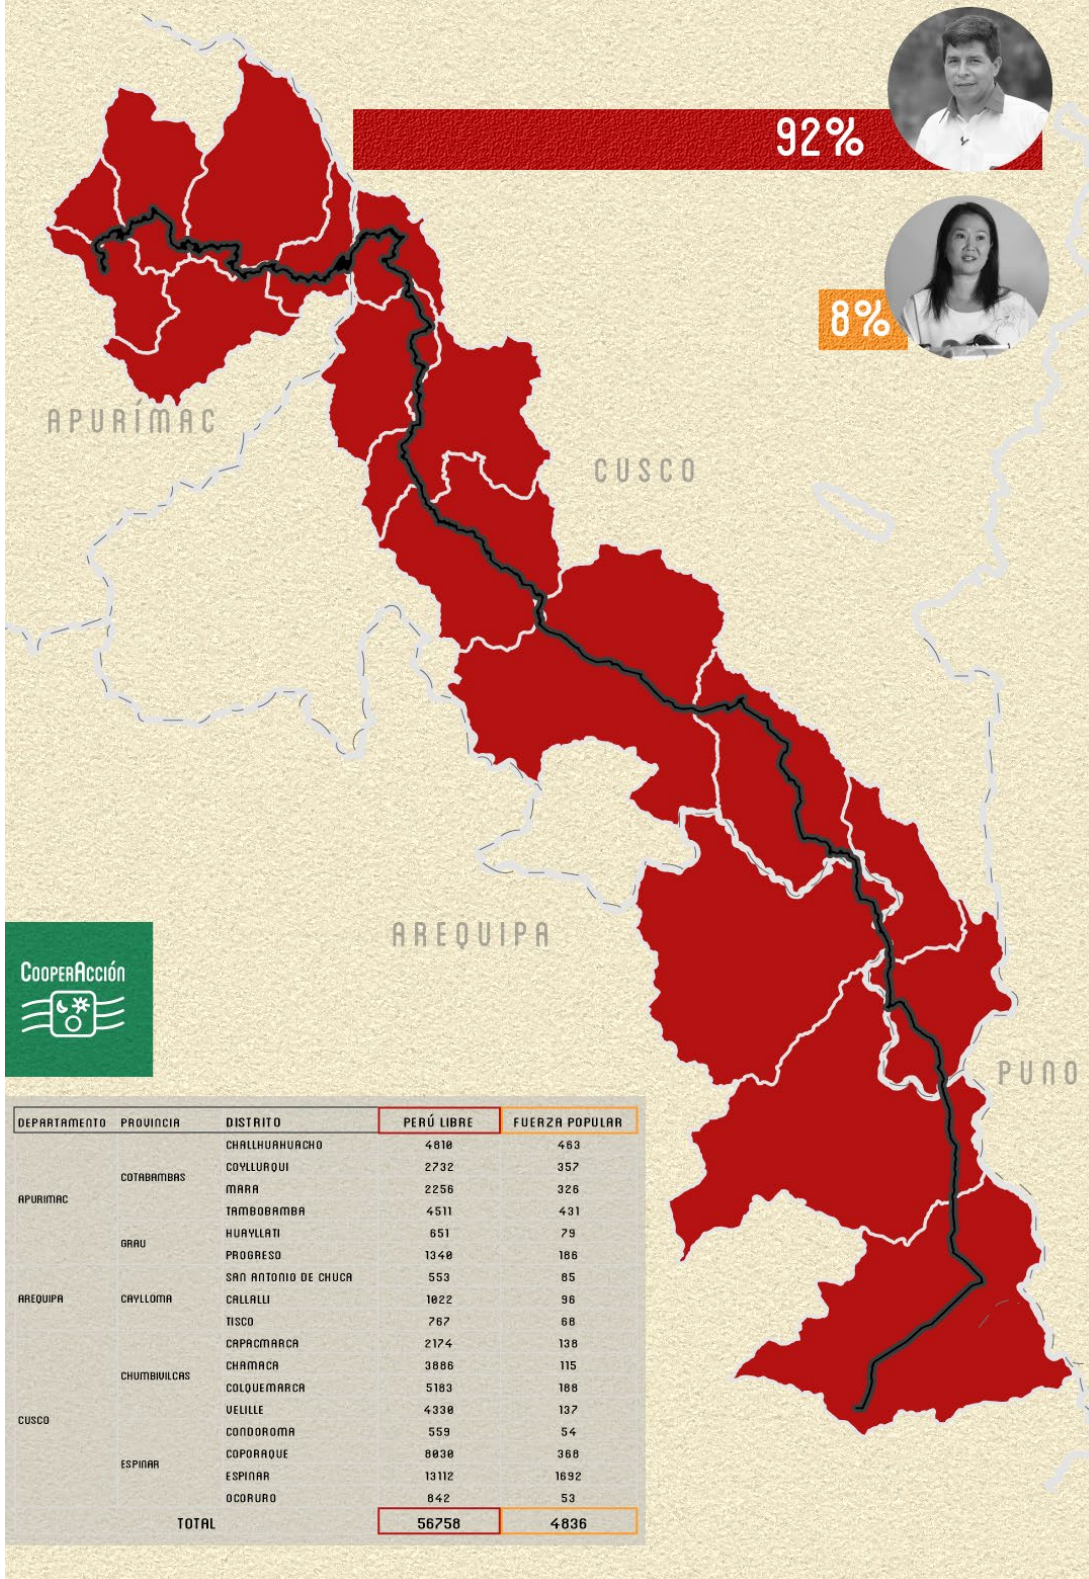 92%
8%
APURÍMAC
CUSCO
AREQUIPA
COOPERACCIÓN
PUNO
DEPARTAMENTO PROVINCIA DISTRITO PERÚ LIBRE FUERZA POPULAR
CHALLHUAHUACHO 4810 463
COYLLURQUI 2732 357
COTABAMBAS
MARA 2256 326
APURIMAC
TAMBOBAMBA 4511 431
HUAYLLATI 651 79
GRAU
PROGRESO 1340 186
SAN ANTONIO DE CHUCA 553 85
AREQUIPA CAYLLOMA CALLALLI 1022 96
TISCO 767 68
CAPACMARCA 2174 138
CHAMACA 3886 115
CHUMBIVILCAS
COLQUEMARCA 5183 188
VELILLE 4330 137
CUSCO
CONDOROMA 559 54
COPORAQUE 8030 368
ESPINAR
ESPINAR 13112 1692
OCORURO 842 53
TOTAL 56758 4836